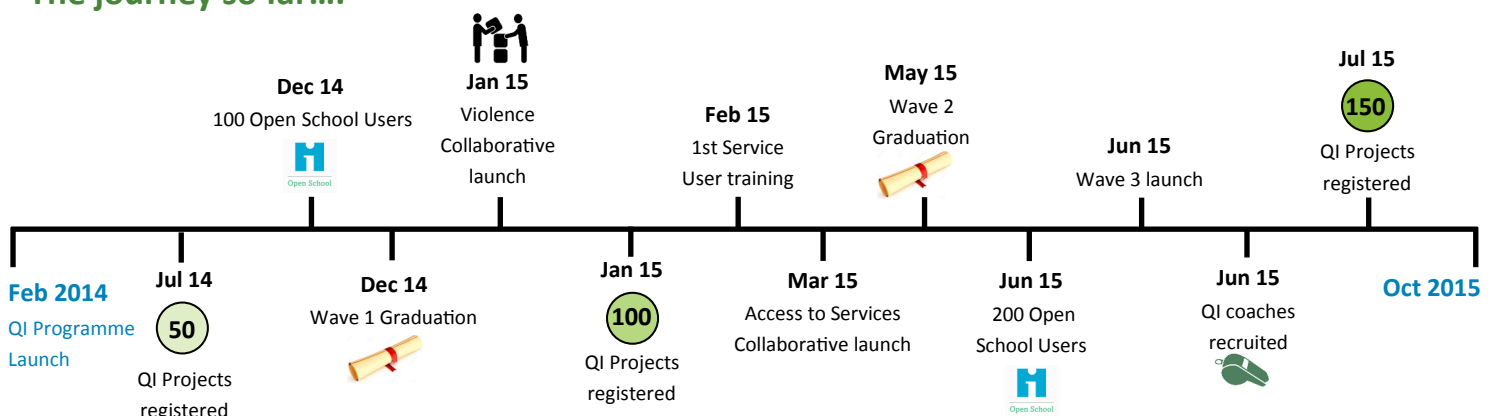 The journey so far....
Dec 14
100 Open School Users
Open School
Jan 15
Violence
Collaborative
launch
Feb 15
1st Service
User training
May 15
Wave 2
Graduation
Jun 15
Wave 3 launch
Jul 15
150
QI Projects
registered
Feb 2014
QI Programme
Launch
Jul 14
50
QI Projects
registered
Dec 14
Wave 1 Graduation
Jan 15
100
QI Projects
registered
Mar 15
Access to Services
Collaborative launch
Jun 15
200 Open
School Users
Open School
Jun 15
QI coaches
recruited
Oct 2015